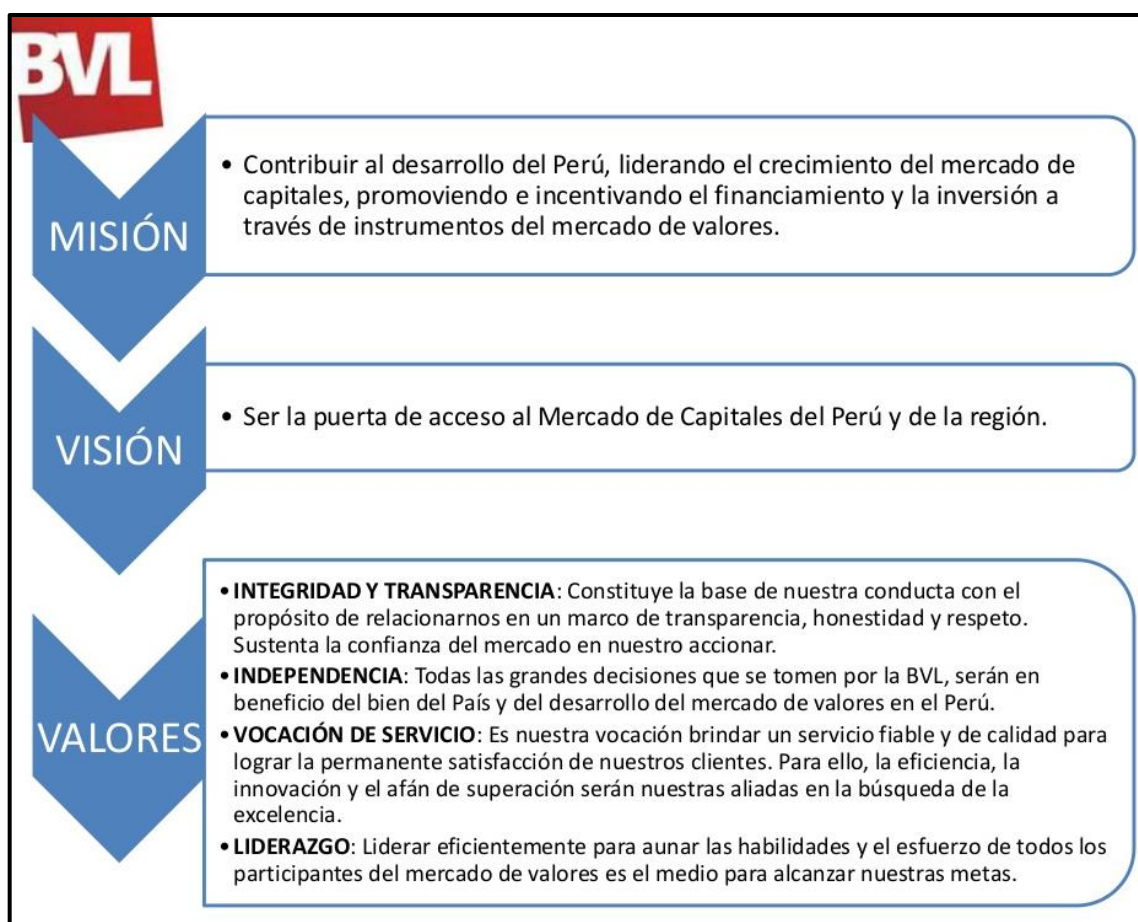 BVL
MISIÓN
• Contribuir al desarrollo del Perú, liderando el crecimiento del mercado de
capitales, promoviendo e incentivando el financiamiento y la inversión a
través de instrumentos del mercado de valores.
VISIÓN
• Ser la puerta de acceso al Mercado de Capitales del Perú y de la región.
VALORES
• INTEGRIDAD Y TRANSPARENCIA: Constituye la base de nuestra conducta con el
propósito de relacionarnos en un marco de transparencia, honestidad y respeto.
Sustenta la confianza del mercado en nuestro accionar.
• INDEPENDENCIA: Todas las grandes decisiones que se tomen por la BVL, serán en
beneficio del bien del País y del desarrollo del mercado de valores en el Perú.
• VOCACIÓN DE SERVICIO: Es nuestra vocación brindar un servicio fiable y de calidad para
lograr la permanente satisfacción de nuestros clientes. Para ello, la eficiencia, la
innovación y el afán de superación serán nuestras aliadas en la búsqueda de la
excelencia.
• LIDERAZGO: Liderar eficientemente para aunar las habilidades y el esfuerzo de todos los
participantes del mercado de valores es el medio para alcanzar nuestras metas.